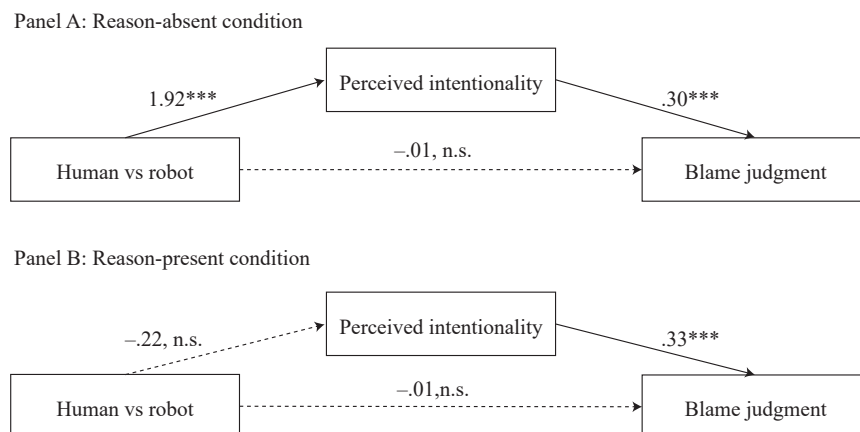 Panel A: Reason-absent condition
Perceived intentionality
1.92***
.30***
–.01, n.s.
Human vs robot
Blame judgment
Panel B: Reason-present condition
Perceived intentionality
–.22, n.s.
.33***
–.01,n.s.
Human vs robot
Blame judgment